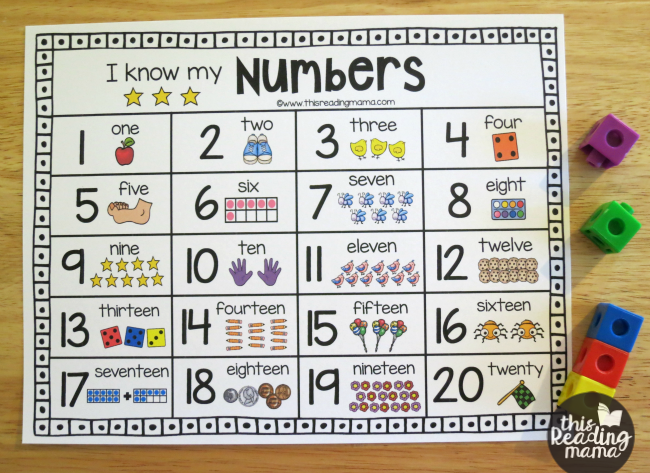 I know my Numbers
©www.thisreadingmama.com
1 one
2 two
3 three
4 four
5 five
6 six
7 seven
8 eight
9 nine
10 ten
11 eleven
12 twelve
13 thirteen
14 fourteen
15 fifteen
16 sixteen
17 seventeen
18 eighteen
19 nineteen
20 twenty
this
Reading
mama